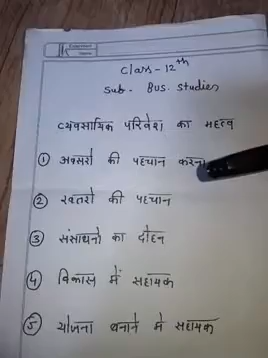 Class - 12th
Sub - Bus. Studies
व्यवसायिक परिवेश का महत्व
① अवसरो की पहचान करना
② खतरो की पहचान
③ संसाधनो का दोहन
④ विकास में सहायक
⑤ योजना बनाने मे सहायक